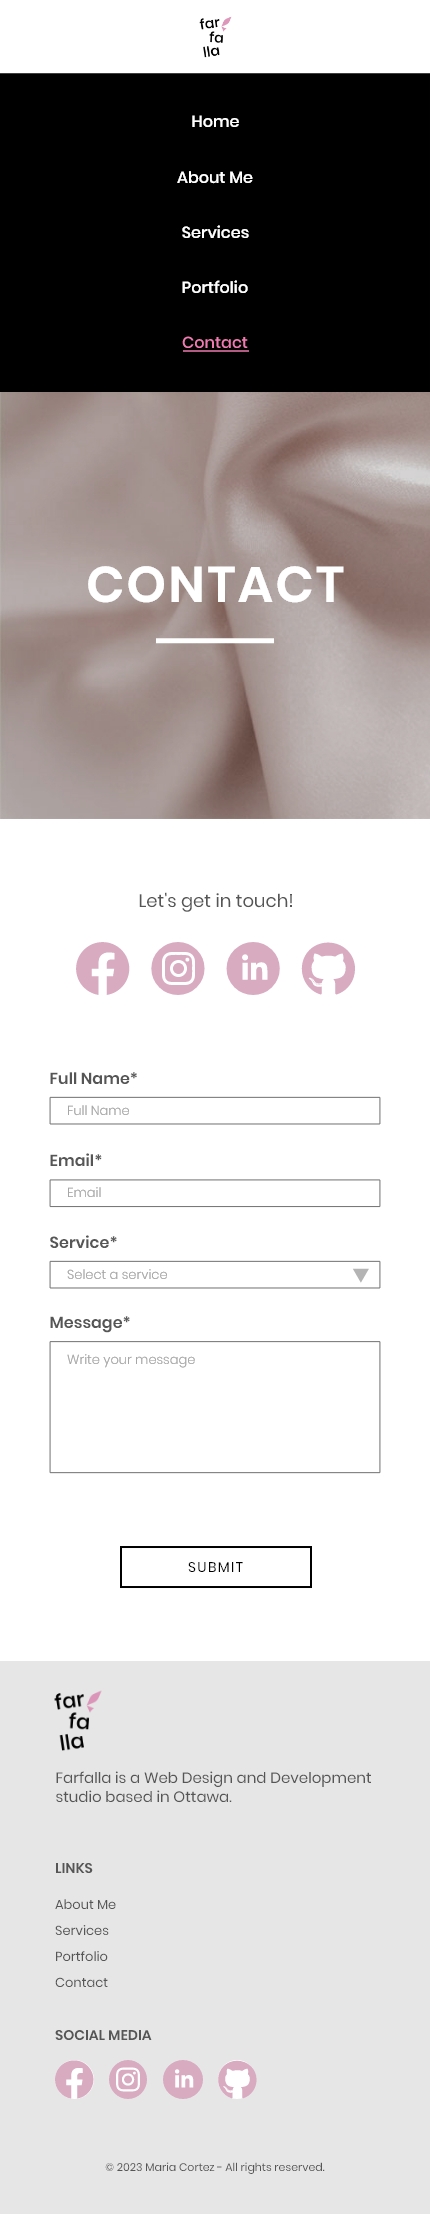 far
fa
lla
Home
About Me
Services
Portfolio
Contact
CONTACT
Let's get in touch!
Full Name*
Full Name
Email*
Email
Service*
Select a service
Message*
Write your message
SUBMIT
far
fa
lla
Farfalla is a Web Design and Development
studio based in Ottawa.
LINKS
About Me
Services
Portfolio
Contact
SOCIAL MEDIA
© 2023 Maria Cortez - All rights reserved.